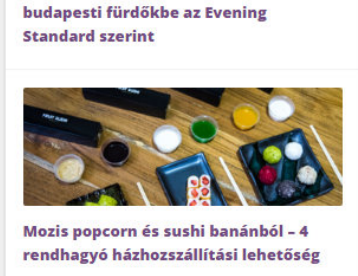 budapesti fürdőkbe az Evening
Standard szerint
Mozis popcorn és sushi banánból – 4
rendhagyó házhozszállítási lehetőség